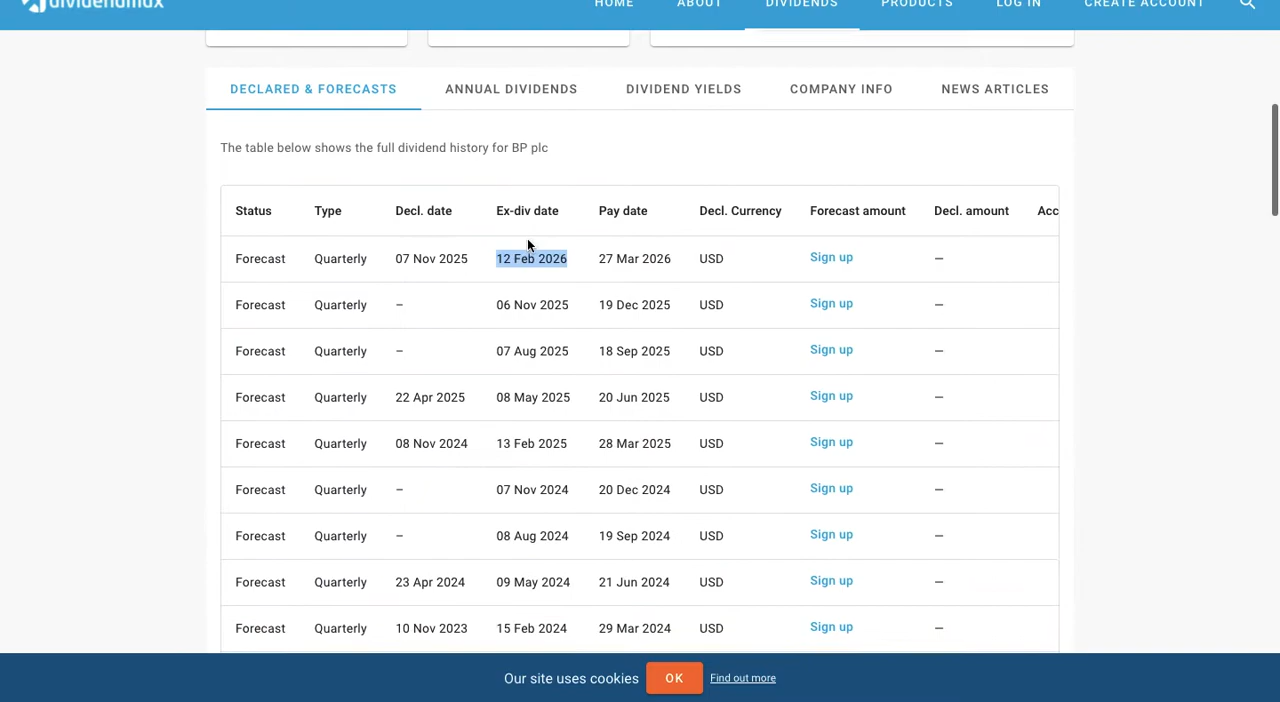 dividendmax
HOME ABOUT DIVIDENDS PRODUCTS LOG IN CREATE ACCOUNT
DECLARED & FORECASTS ANNUAL DIVIDENDS DIVIDEND YIELDS COMPANY INFO NEWS ARTICLES
The table below shows the full dividend history for BP plc
Status Type Decl. date Ex-div date Pay date Decl. Currency Forecast amount Decl. amount Acc
Forecast Quarterly 07 Nov 2025 12 Feb 2026 27 Mar 2026 USD Sign up –
Forecast Quarterly – 06 Nov 2025 19 Dec 2025 USD Sign up –
Forecast Quarterly – 07 Aug 2025 18 Sep 2025 USD Sign up –
Forecast Quarterly 22 Apr 2025 08 May 2025 20 Jun 2025 USD Sign up –
Forecast Quarterly 08 Nov 2024 13 Feb 2025 28 Mar 2025 USD Sign up –
Forecast Quarterly – 07 Nov 2024 20 Dec 2024 USD Sign up –
Forecast Quarterly – 08 Aug 2024 19 Sep 2024 USD Sign up –
Forecast Quarterly 23 Apr 2024 09 May 2024 21 Jun 2024 USD Sign up –
Forecast Quarterly 10 Nov 2023 15 Feb 2024 29 Mar 2024 USD Sign up –
Our site uses cookies OK Find out more